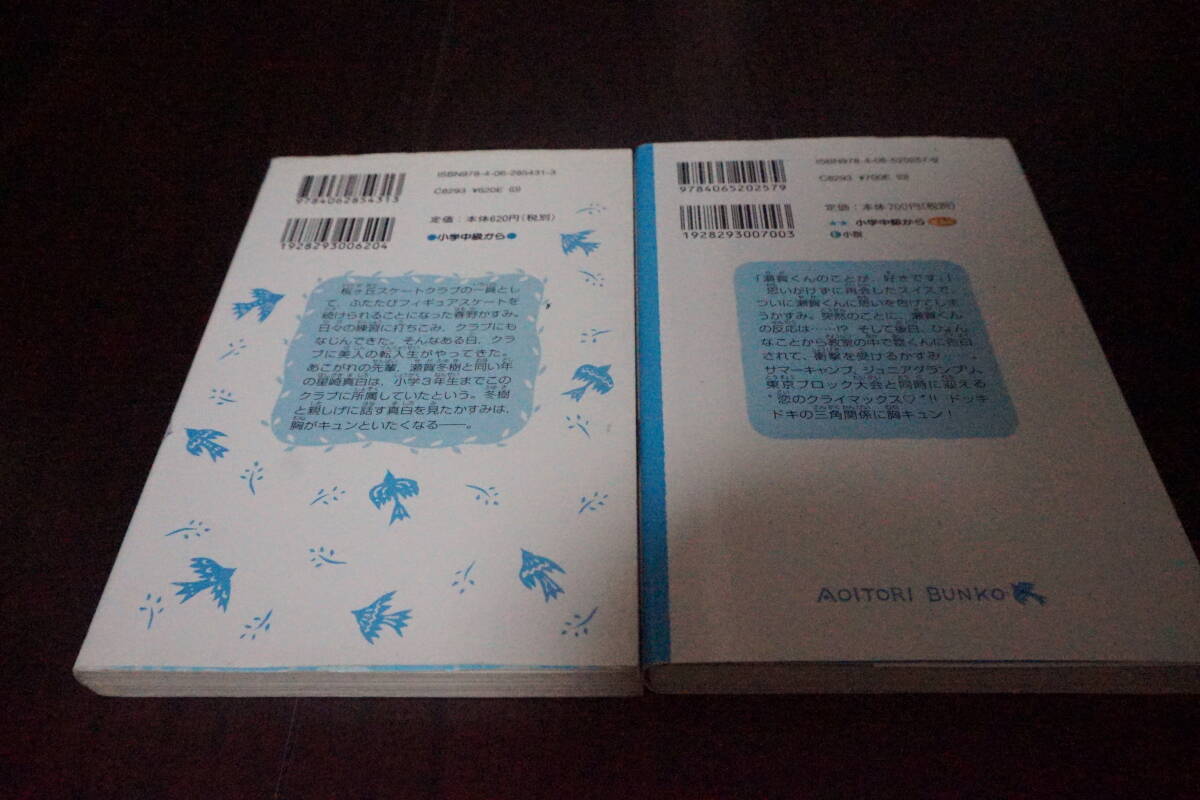 ISBN978-4-06-285431-3
C8293 ¥620E
9784062854313
定価：本体620円(税別)
1928293006204
●小学中級から●
桜ヶ丘スケートクラブの一員とし
て、ふたたびフィギュアスケートを
続けられることになった春野かすみ。
日々の練習に打ちこみ、クラブにも
なじんできた。そんなある日、クラ
ブに美人の転入生がやってきた。
あこがれの先輩、瀬賀冬樹と同い年
の星崎真白は、小学3年生までこの
クラブに所属していたという。冬樹
と親しげに話す真白を見たかすみは、
胸がキュンといたくなる――。
ISBN978-4-06-520257-9
C8293 ¥700E
9784065202579
定価：本体700円(税別)
1928293007003
★★小学中級から
小説
「瀬賀くんのことが、好きです」！
思いがけずに再会したスイスで、
ついに瀬賀くんに思いを告げてしま
うかすみ。突然のことに、瀬賀くん
の反応は……!? そして後日、ひょん
なことから教室の中で
くんに告白
されて、衝撃を受けるかすみ……。
サマーキャンプ、ジュニアグランプリ、
東京ブロック大会と同時に迎える
"恋のクライマックス♡"!! ドッチ
ドキの三角関係に胸キュン！
AOITORI BUNKO